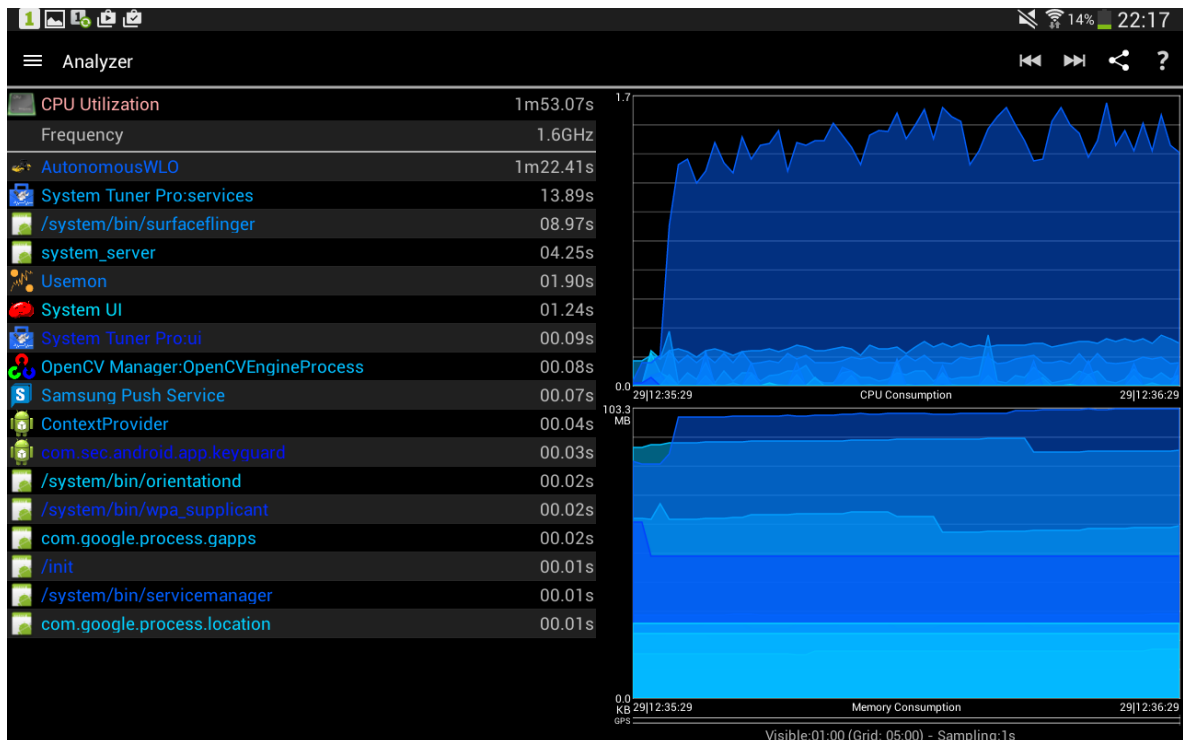 1 14% 22:17
Analyzer ?
CPU Utilization 1m53.07s
Frequency 1.6GHz
AutonomousWLO 1m22.41s
System Tuner Pro:services 13.89s
/system/bin/surfaceflinger 08.97s
system_server 04.25s
Usemon 01.90s
System UI 01.24s
System Tuner Pro:ui 00.09s
OpenCV Manager:OpenCVEngineProcess 00.08s
Samsung Push Service 00.07s
ContextProvider 00.04s
com.sec.android.app.keyguard 00.03s
/system/bin/orientationd 00.02s
/system/bin/wpa_supplicant 00.02s
com.google.process.gapps 00.02s
/init 00.01s
/system/bin/servicemanager 00.01s
com.google.process.location 00.01s
1.7
0.0
29|12:35:29 CPU Consumption 29|12:36:29
103.3
MB
0.0
KB 29|12:35:29 Memory Consumption 29|12:36:29
GPS
Visible:01:00 (Grid: 05:00) - Sampling:1s